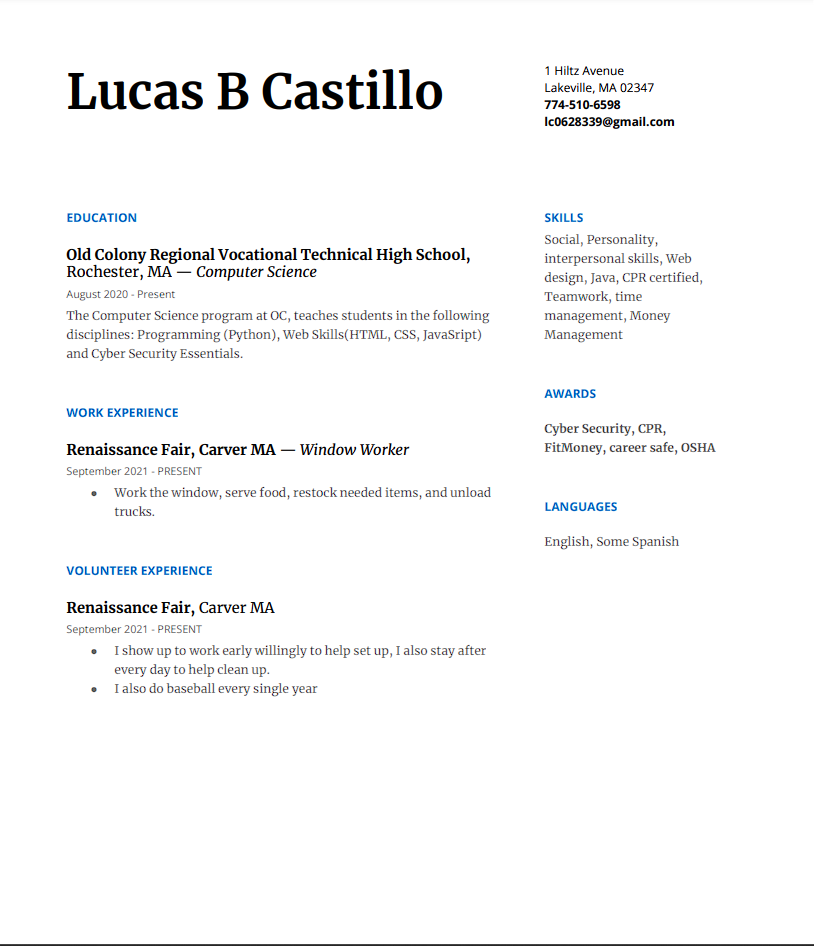 Lucas B Castillo
1 Hiltz Avenue
Lakeville, MA 02347
774-510-6598
lc0628339@gmail.com
EDUCATION
Old Colony Regional Vocational Technical High School,
Rochester, MA — Computer Science
August 2020 - Present
The Computer Science program at OC, teaches students in the following
disciplines: Programming (Python), Web Skills(HTML, CSS, JavaSript)
and Cyber Security Essentials.
WORK EXPERIENCE
Renaissance Fair, Carver MA — Window Worker
September 2021 - PRESENT
● Work the window, serve food, restock needed items, and unload
trucks.
VOLUNTEER EXPERIENCE
Renaissance Fair, Carver MA
September 2021 - PRESENT
● I show up to work early willingly to help set up, I also stay after
every day to help clean up.
● I also do baseball every single year
SKILLS
Social, Personality,
interpersonal skills, Web
design, Java, CPR certified,
Teamwork, time
management, Money
Management
AWARDS
Cyber Security, CPR,
FitMoney, career safe, OSHA
LANGUAGES
English, Some Spanish